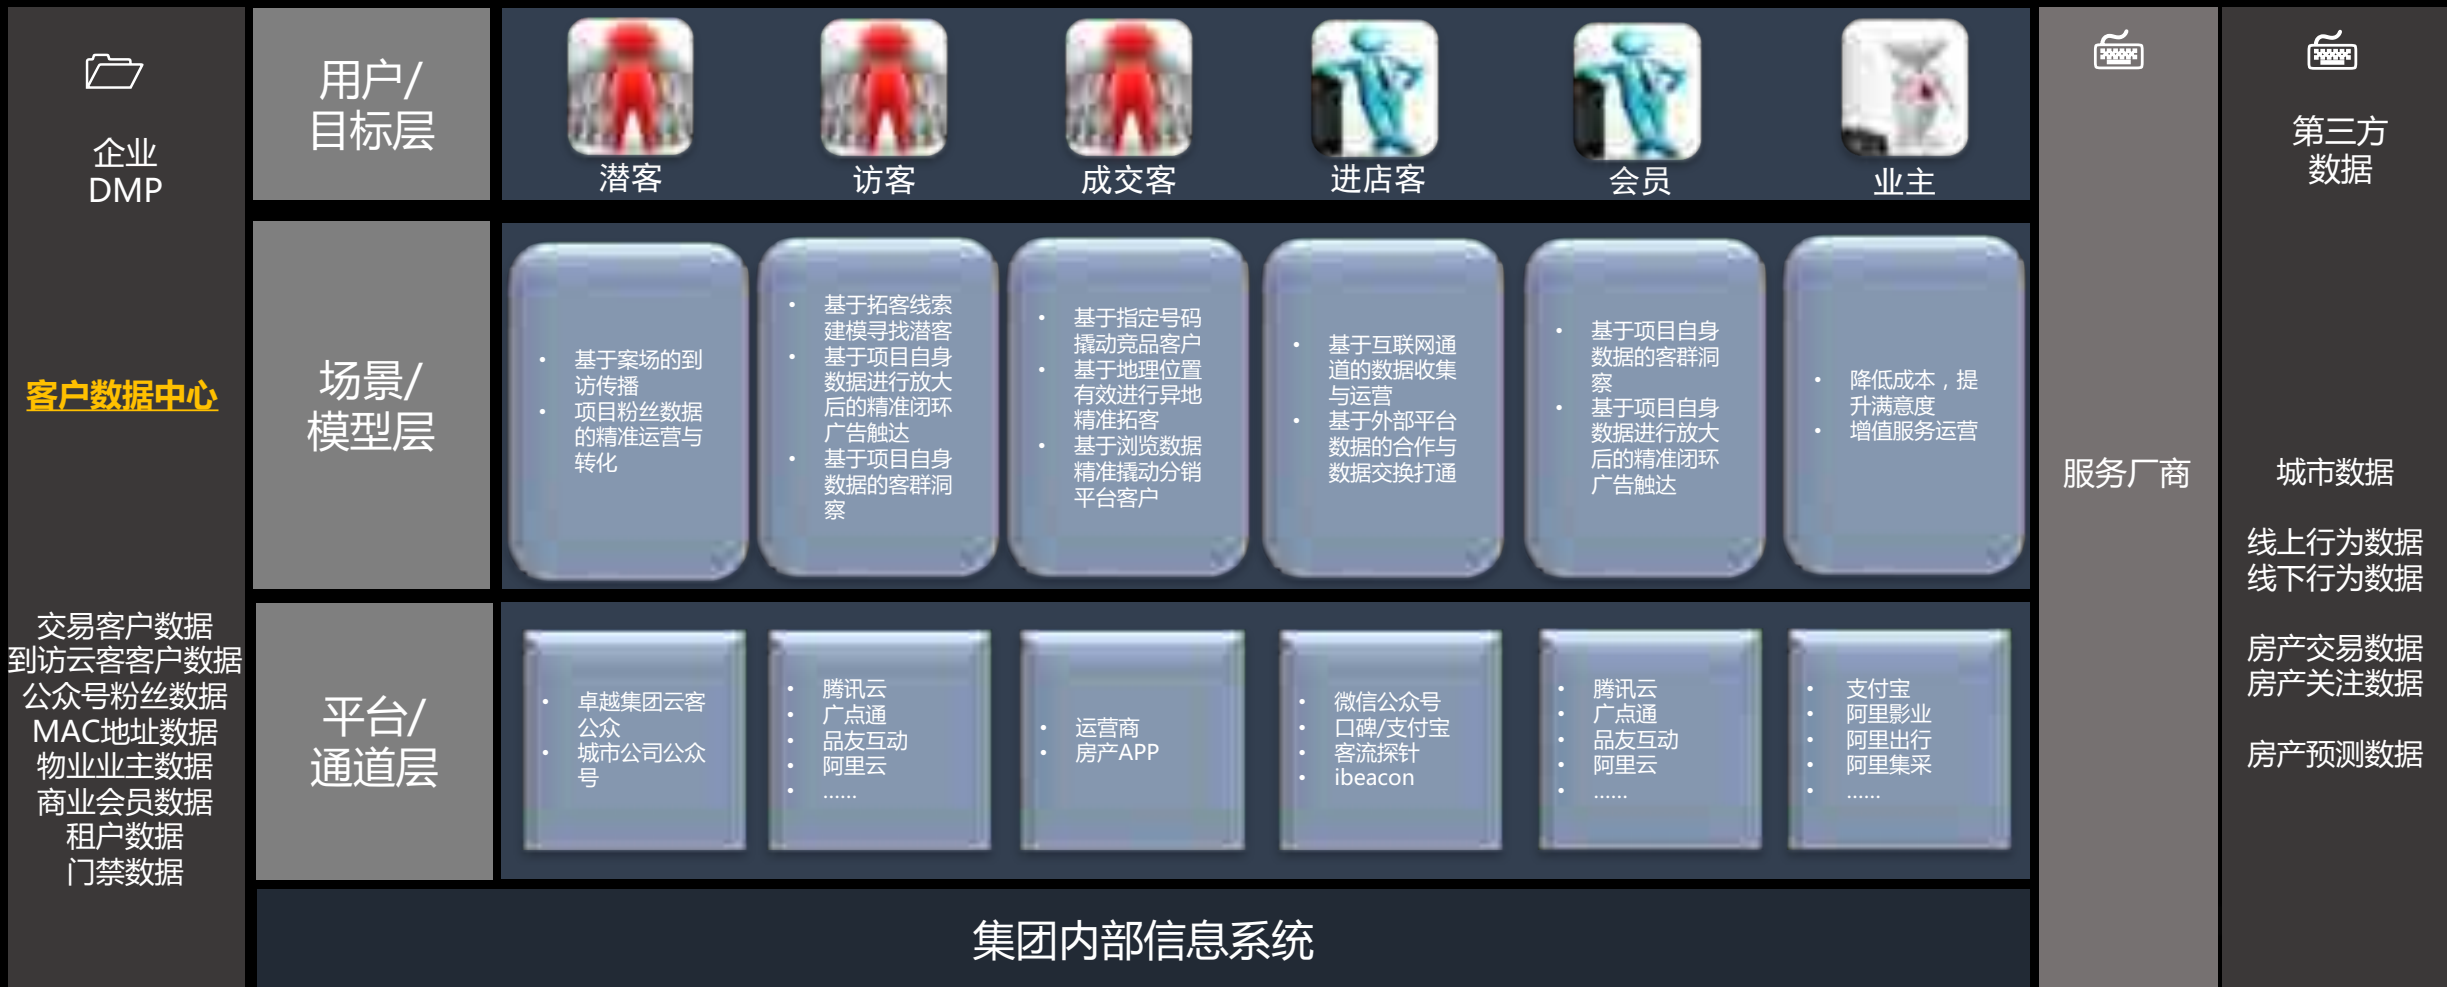 企业
DMP
客户数据中心
交易客户数据
到访云客客户数据
公众号粉丝数据
MAC地址数据
物业业主数据
商业会员数据
租户数据
门禁数据
用户/
目标层
潜客
访客
成交客
进店客
会员
业主
场景/
模型层
• 基于案场的到
访传播
• 项目粉丝数据
的精准运营与
转化
• 基于拓客线索
建模寻找潜客
• 基于项目自身
数据进行放大
后的精准闭环
广告触达
• 基于项目自身
数据的客群洞
察
• 基于指定号码
撬动竞品客户
• 基于地理位置
有效进行异地
精准拓客
• 基于浏览数据
精准撬动分销
平台客户
• 基于互联网通
道的数据收集
与运营
• 基于外部平台
数据的合作与
数据交换打通
• 基于项目自身
数据的客群洞
察
• 基于项目自身
数据进行放大
后的精准闭环
广告触达
• 降低成本，提
升满意度
• 增值服务运营
平台/
通道层
• 卓越集团云客
公众
• 城市公司公众
号
• 腾讯云
• 广点通
• 品友互动
• 阿里云
• ……
• 运营商
• 房产APP
• 微信公众号
• 口碑/支付宝
• 客流探针
• ibeacon
• 腾讯云
• 广点通
• 品友互动
• 阿里云
• ……
• 支付宝
• 阿里影业
• 阿里出行
• 阿里集采
• ……
集团内部信息系统
服务厂商
第三方
数据
城市数据
线上行为数据
线下行为数据
房产交易数据
房产关注数据
房产预测数据